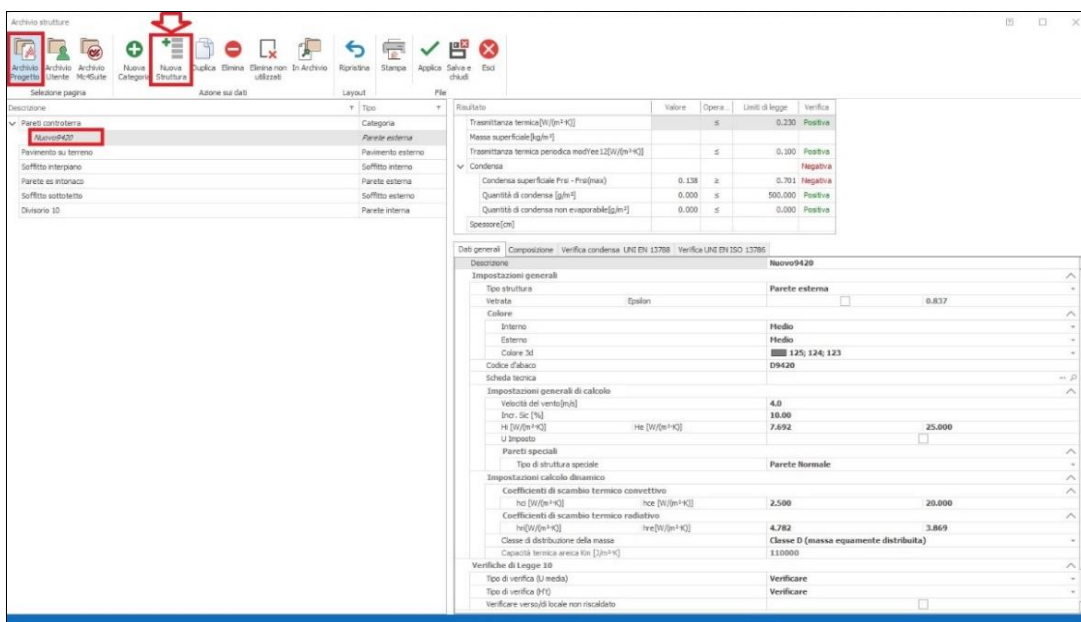 Archivio strutture
Archivio Progetto
Archivio Utente
Archivio Mc4Suite
Nuova Categoria
Nuova Struttura
Duplica
Elimina
Elimina non utilizzati
In Archivio
Ripristina
Stampa
Applica
Salva e chiudi
Esci
Selezione pagina
Azione sui dati
Layout
File
Descrizione Tipo
Pareti controterra Categoria
Nuovo9420 Parete esterna
Pavimento su terreno Pavimento esterno
Soffitto interpiano Soffitto interno
Parete es intonaco Parete esterna
Soffitto sottotetto Soffitto esterno
Divisorio 10 Parete interna
Risultato Valore Opera... Limiti di legge Verifica
Trasmittanza termica[W/(m²·K)] ≤ 0.230 Positiva
Massa superficiale[kg/m²]
Trasmittanza termica periodica modYee12[W/(m²·K)] ≤ 0.100 Positiva
Condensa Negativa
Condensa superficiale Frsi - Frsi(max) 0.138 ≥ 0.701 Negativa
Quantità di condensa [g/m²] 0.000 ≤ 500.000 Positiva
Quantità di condensa non evaporabile[g/m²] 0.000 ≤ 0.000 Positiva
Spessore[cm]
Dati generali Composizione Verifica condensa UNI EN 13788 Verifica UNI EN ISO 13786
Descrizione Nuovo9420
Impostazioni generali
Tipo struttura Parete esterna
Vetrata Epsilon 0.837
Colore
Interno Medio
Esterno Medio
Colore 3d 125; 124; 123
Codice d'abaco D9420
Scheda tecnica
Impostazioni generali di calcolo
Velocità del vento[m/s] 4.0
Incr. Sic [%] 10.00
Hi [W/(m²·K)] He [W/(m²·K)] 7.692 25.000
U Imposto
Pareti speciali
Tipo di struttura speciale Parete Normale
Impostazioni calcolo dinamico
Coefficienti di scambio termico convettivo
hci [W/(m²·K)] hce [W/(m²·K)] 2.500 20.000
Coefficienti di scambio termico radiativo
hri[W/(m²·K)] hre[W/(m²·K)] 4.782 3.869
Classe di distribuzione della massa Classe D (massa equamente distribuita)
Capacità termica areica Km [J/m²·K] 110000
Verifiche di Legge 10
Tipo di verifica (U media) Verificare
Tipo di verifica (H't) Verificare
Verificare verso/di locale non riscaldato